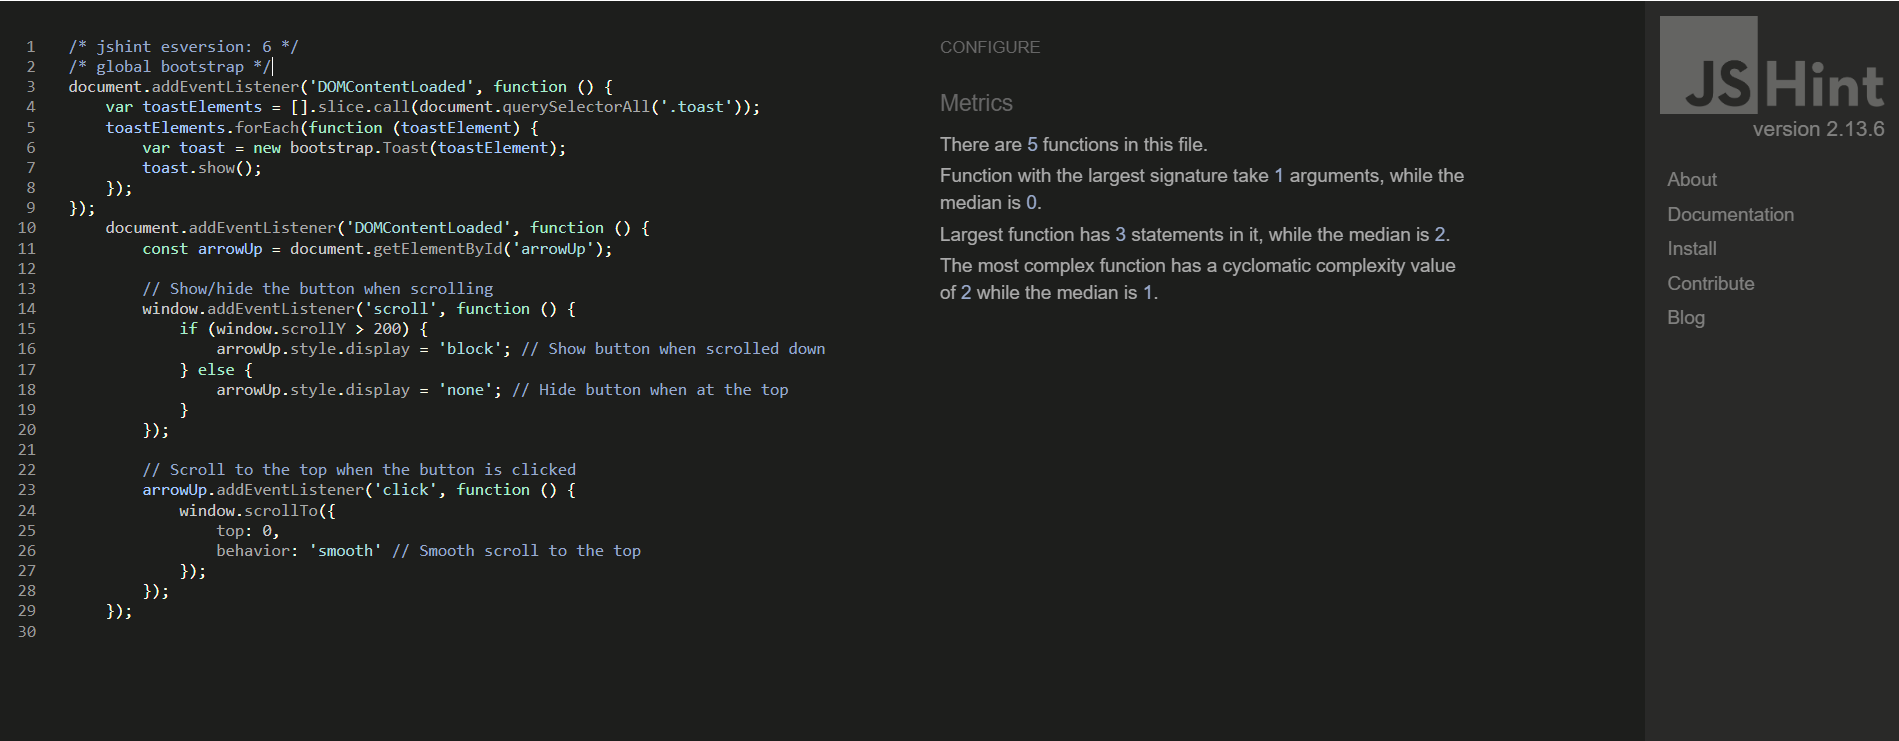 1 /* jshint esversion: 6 */
2 /* global bootstrap */
3 document.addEventListener('DOMContentLoaded', function () {
4     var toastElements = [].slice.call(document.querySelectorAll('.toast'));
5     toastElements.forEach(function (toastElement) {
6         var toast = new bootstrap.Toast(toastElement);
7         toast.show();
8     });
9 });
10     document.addEventListener('DOMContentLoaded', function () {
11         const arrowUp = document.getElementById('arrowUp');
12
13         // Show/hide the button when scrolling
14         window.addEventListener('scroll', function () {
15             if (window.scrollY > 200) {
16                 arrowUp.style.display = 'block'; // Show button when scrolled down
17             } else {
18                 arrowUp.style.display = 'none'; // Hide button when at the top
19             }
20         });
21
22         // Scroll to the top when the button is clicked
23         arrowUp.addEventListener('click', function () {
24             window.scrollTo({
25                 top: 0,
26                 behavior: 'smooth' // Smooth scroll to the top
27             });
28         });
29     });
30
CONFIGURE
Metrics
There are 5 functions in this file.
Function with the largest signature take 1 arguments, while the
median is 0.
Largest function has 3 statements in it, while the median is 2.
The most complex function has a cyclomatic complexity value
of 2 while the median is 1.
JSHint
version 2.13.6
About
Documentation
Install
Contribute
Blog